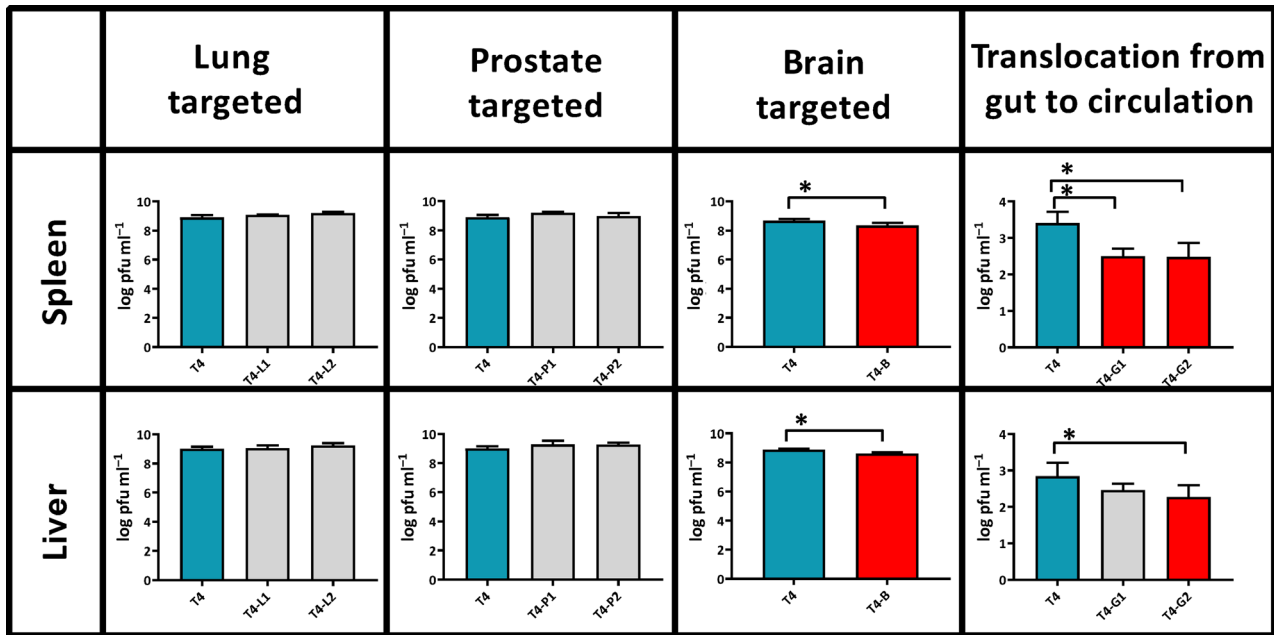 Lung
targeted
Prostate
targeted
Brain
targeted
Translocation from
gut to circulation
Spleen
log pfu ml⁻¹
10
8
6
4
2
0
T4
T4-L1
T4-L2
log pfu ml⁻¹
10
8
6
4
2
0
T4
T4-P1
T4-P2
log pfu ml⁻¹
10
8
6
4
2
0
*
T4
T4-B
log pfu ml⁻¹
4
3
2
1
0
*
*
T4
T4-G1
T4-G2
Liver
log pfu ml⁻¹
10
8
6
4
2
0
T4
T4-L1
T4-L2
log pfu ml⁻¹
10
8
6
4
2
0
T4
T4-P1
T4-P2
log pfu ml⁻¹
10
8
6
4
2
0
*
T4
T4-B
log pfu ml⁻¹
4
3
2
1
0
*
T4
T4-G1
T4-G2